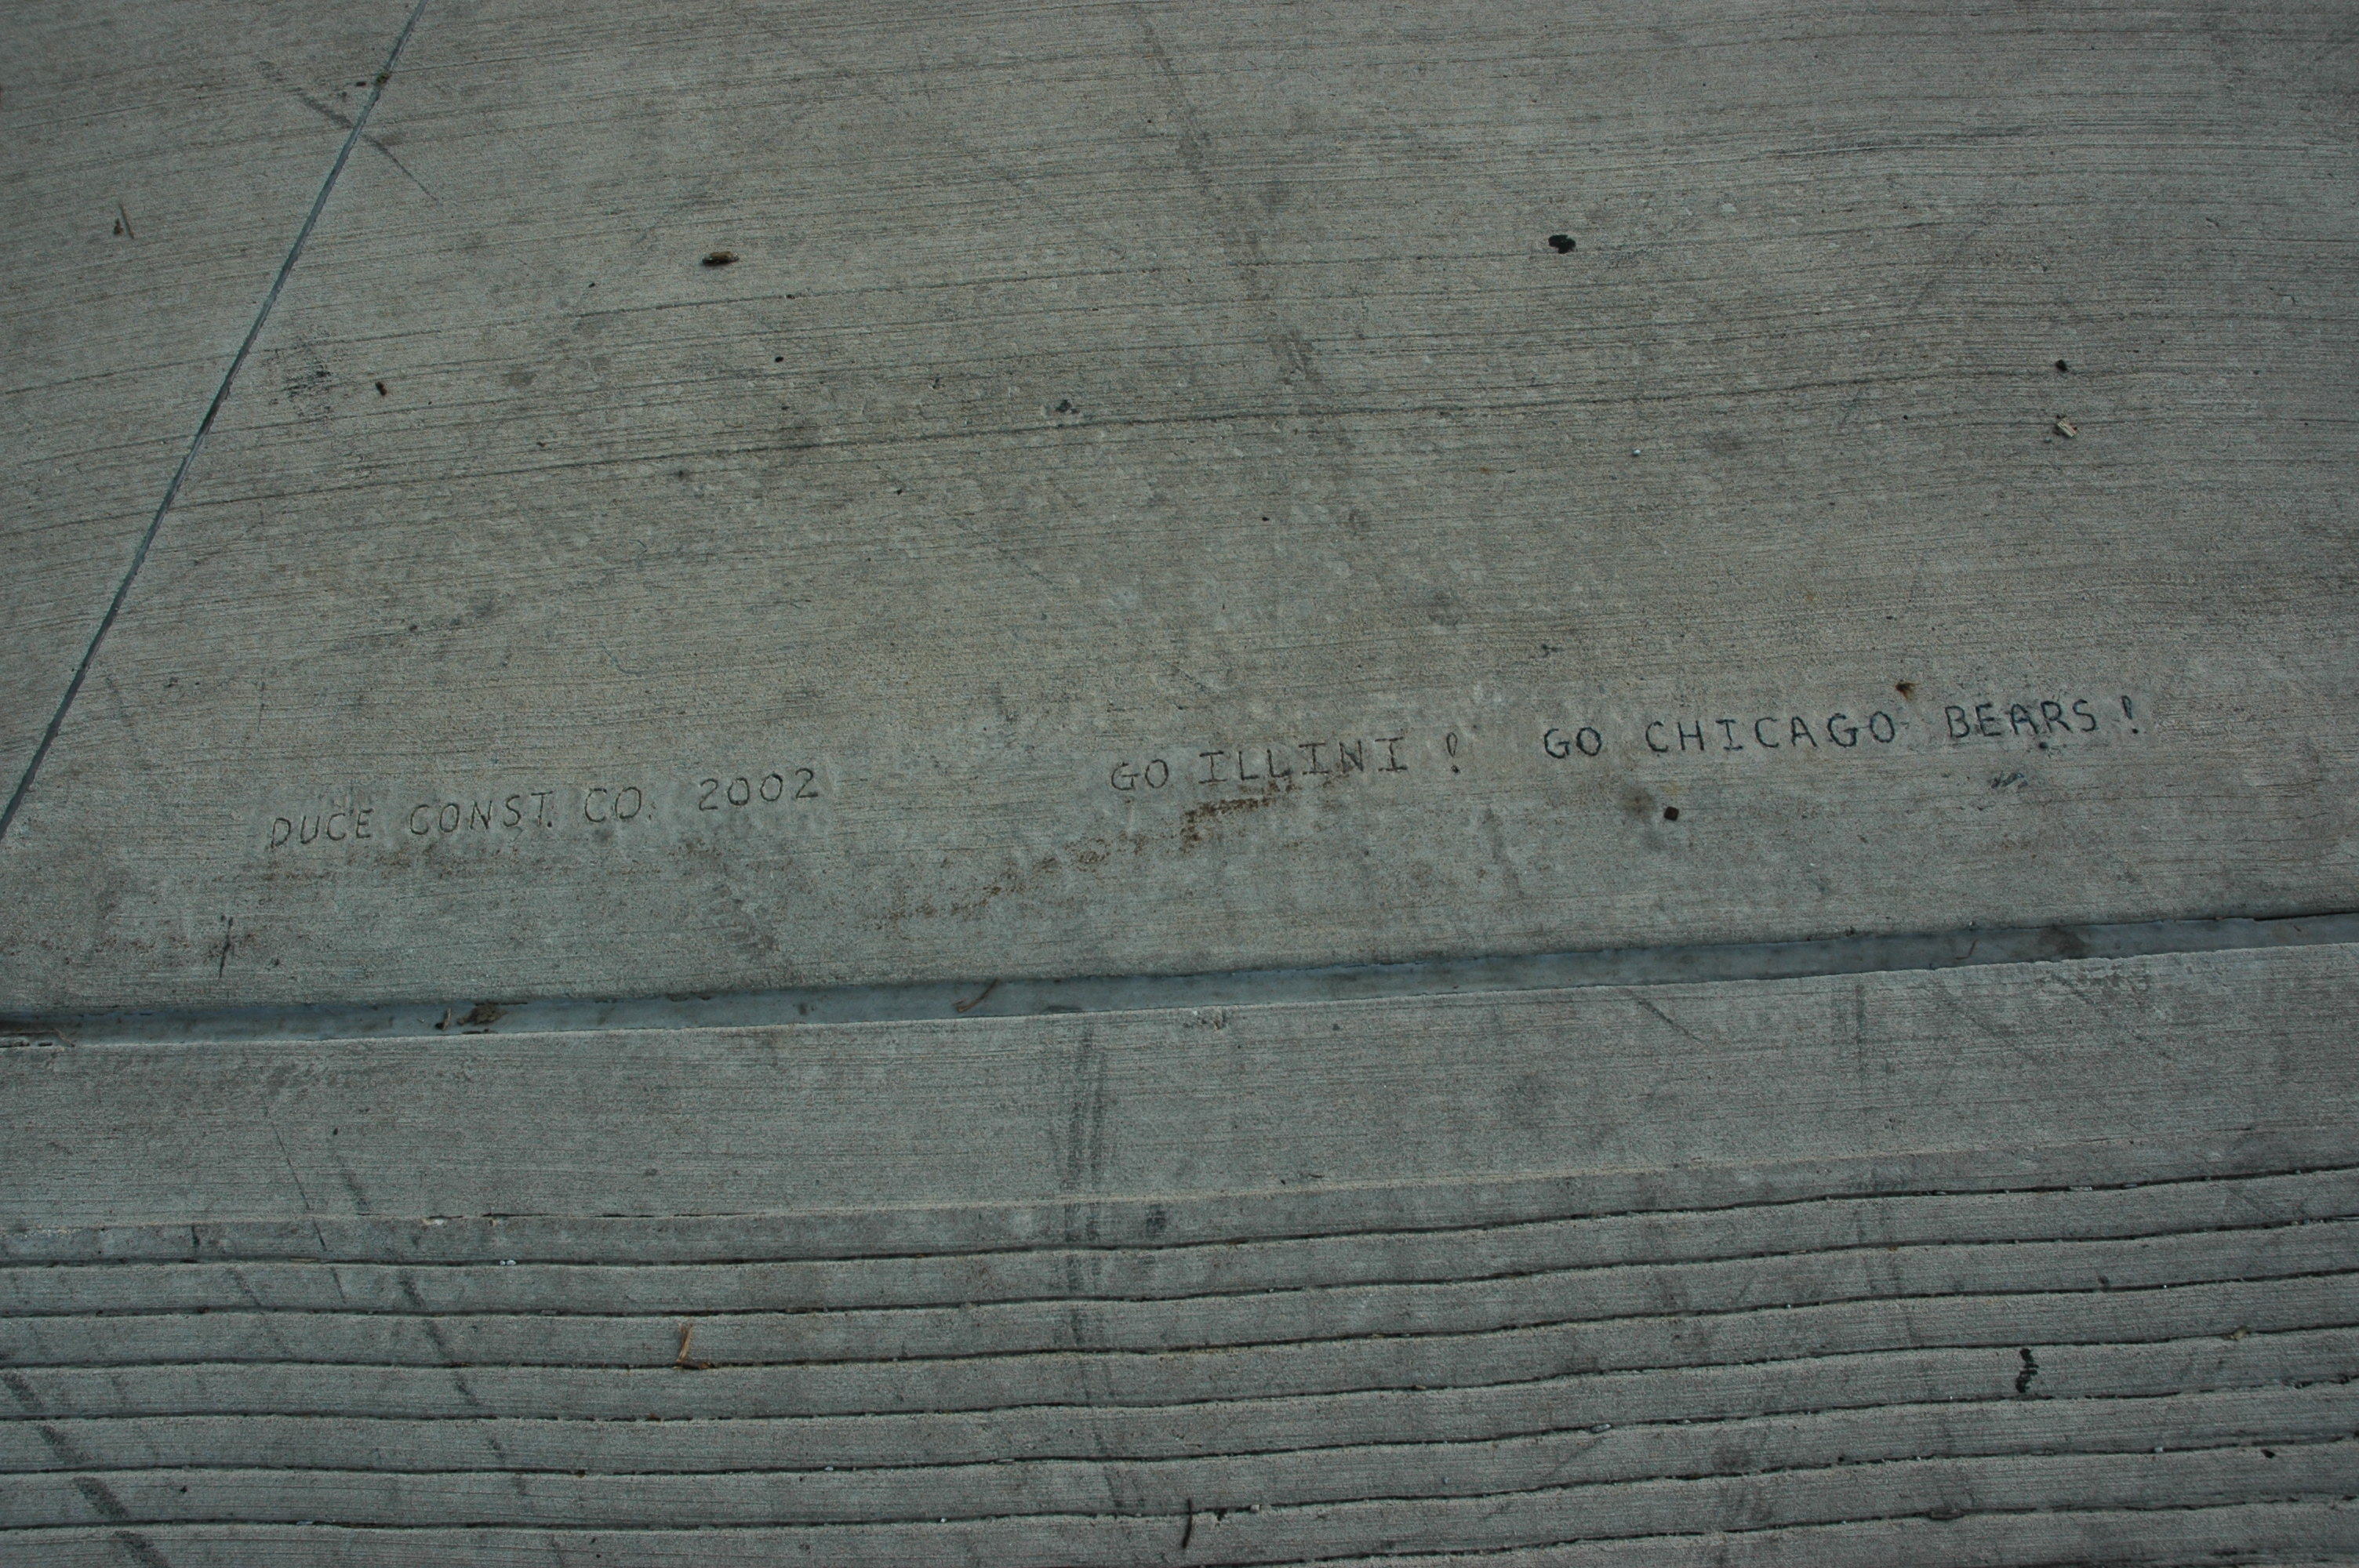 DUCE CONST. CO. 2002 GO ILLINI ! GO CHICAGO BEARS !